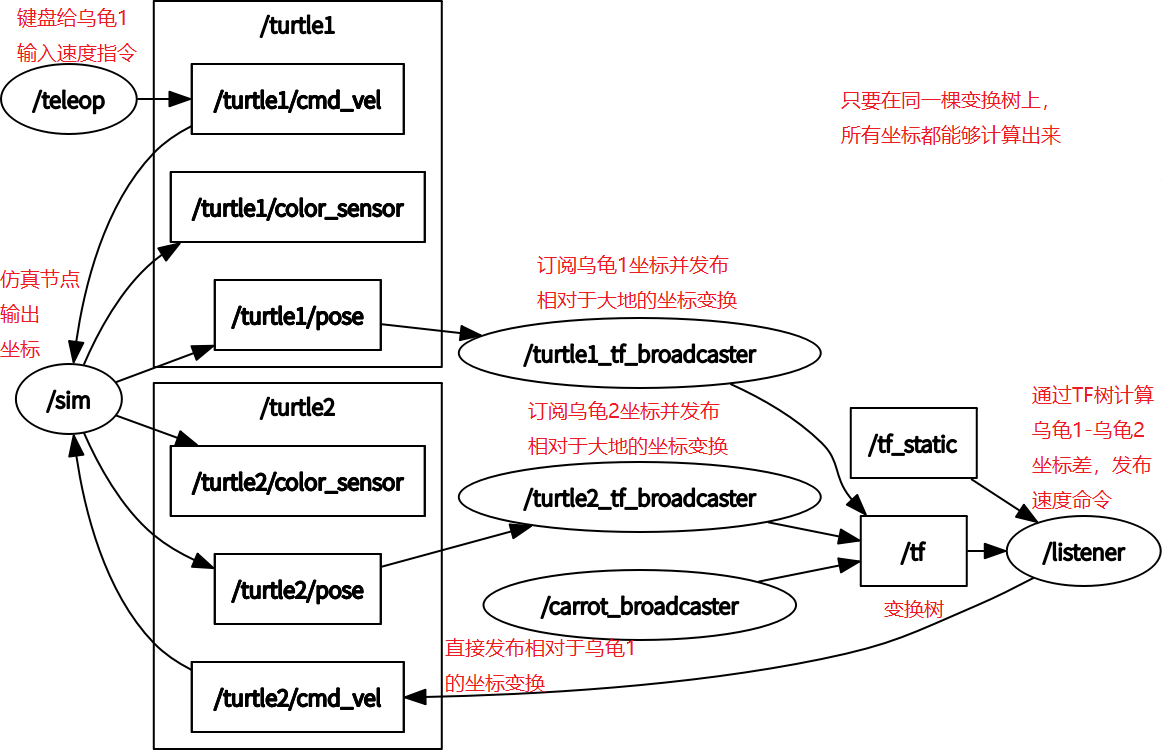 键盘给乌龟1
输入速度指令
/teleop
/turtle1
/turtle1/cmd_vel
/turtle1/color_sensor
/turtle1/pose
仿真节点
输出
坐标
/sim
/turtle2
/turtle2/color_sensor
/turtle2/pose
/turtle2/cmd_vel
只要在同一棵变换树上，
所有坐标都能够计算出来
订阅乌龟1坐标并发布
相对于大地的坐标变换
/turtle1_tf_broadcaster
订阅乌龟2坐标并发布
相对于大地的坐标变换
/turtle2_tf_broadcaster
/carrot_broadcaster
直接发布相对于乌龟1
的坐标变换
/tf_static
/tf
变换树
通过TF树计算
乌龟1-乌龟2
坐标差，发布
速度命令
/listener